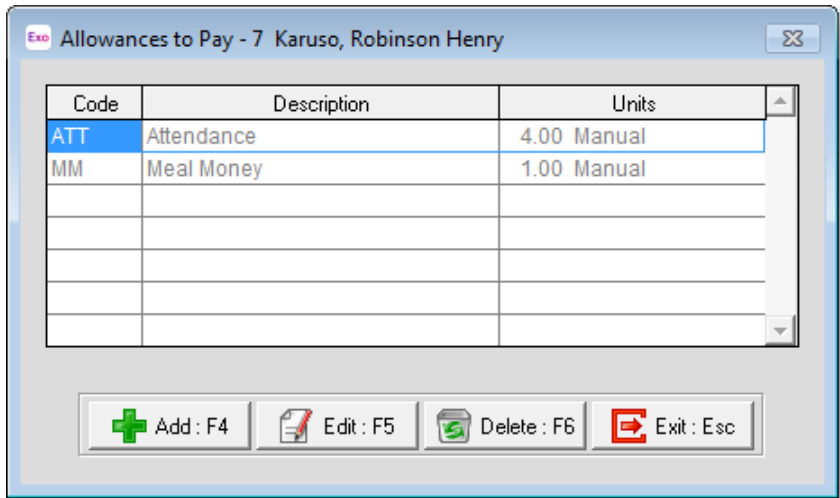 Exo Allowances to Pay - 7 Karuso, Robinson Henry
Code Description Units
ATT Attendance 4.00 Manual
MM Meal Money 1.00 Manual
Add : F4 Edit : F5 Delete : F6 Exit : Esc